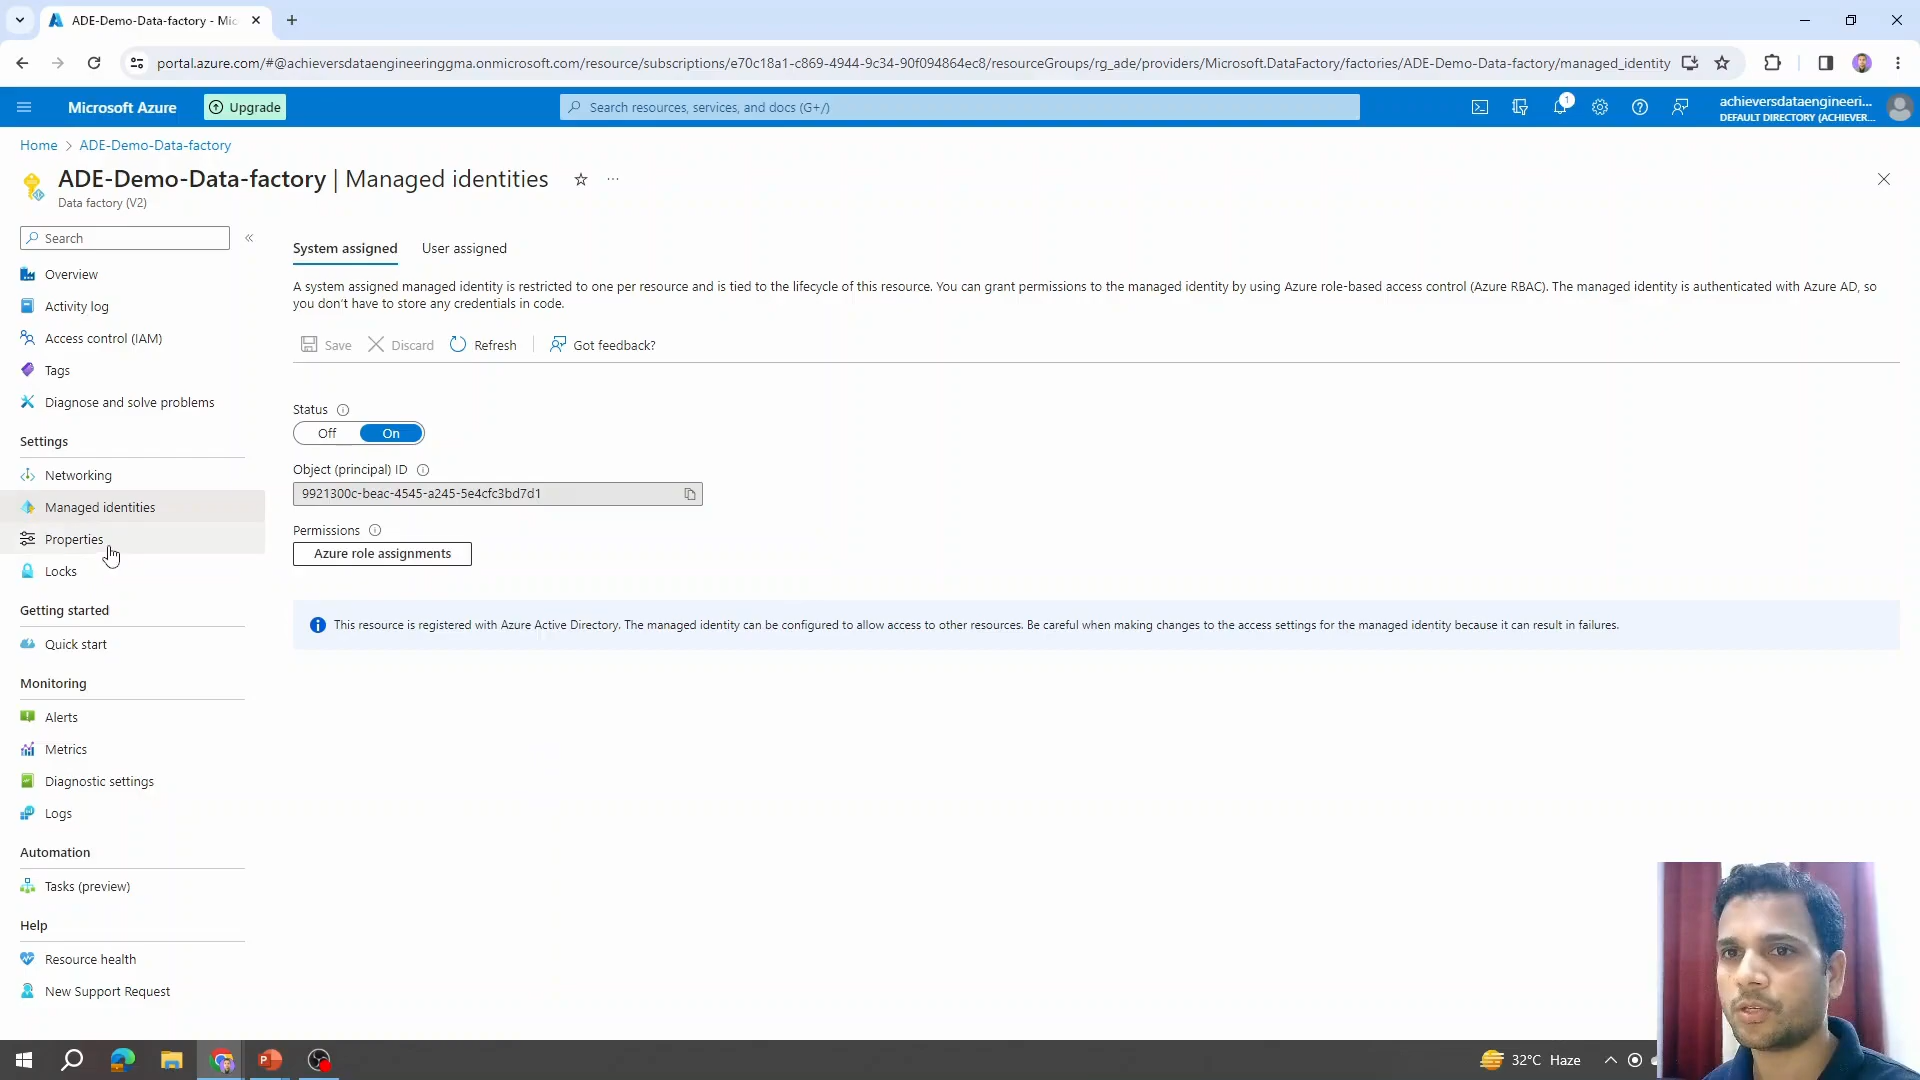 ADE-Demo-Data-factory - Mic
portal.azure.com/#@achieversdataengineeringgma.onmicrosoft.com/resource/subscriptions/e70c18a1-c869-4944-9c34-90f094864ec8/resourceGroups/rg_ade/providers/Microsoft.DataFactory/factories/ADE-Demo-Data-factory/managed_identity
Microsoft Azure
Upgrade
Search resources, services, and docs (G+/)
1
achieversdataengineeri...
DEFAULT DIRECTORY (ACHIEVER...
Home > ADE-Demo-Data-factory
ADE-Demo-Data-factory | Managed identities
Data factory (V2)
Search
Overview
Activity log
Access control (IAM)
Tags
Diagnose and solve problems
Settings
Networking
Managed identities
Properties
Locks
Getting started
Quick start
Monitoring
Alerts
Metrics
Diagnostic settings
Logs
Automation
Tasks (preview)
Help
Resource health
New Support Request
System assigned User assigned
A system assigned managed identity is restricted to one per resource and is tied to the lifecycle of this resource. You can grant permissions to the managed identity by using Azure role-based access control (Azure RBAC). The managed identity is authenticated with Azure AD, so
you don't have to store any credentials in code.
Save Discard Refresh Got feedback?
Status
Off On
Object (principal) ID
9921300c-beac-4545-a245-5e4cfc3bd7d1
Permissions
Azure role assignments
This resource is registered with Azure Active Directory. The managed identity can be configured to allow access to other resources. Be careful when making changes to the access settings for the managed identity because it can result in failures.
32°C Haze